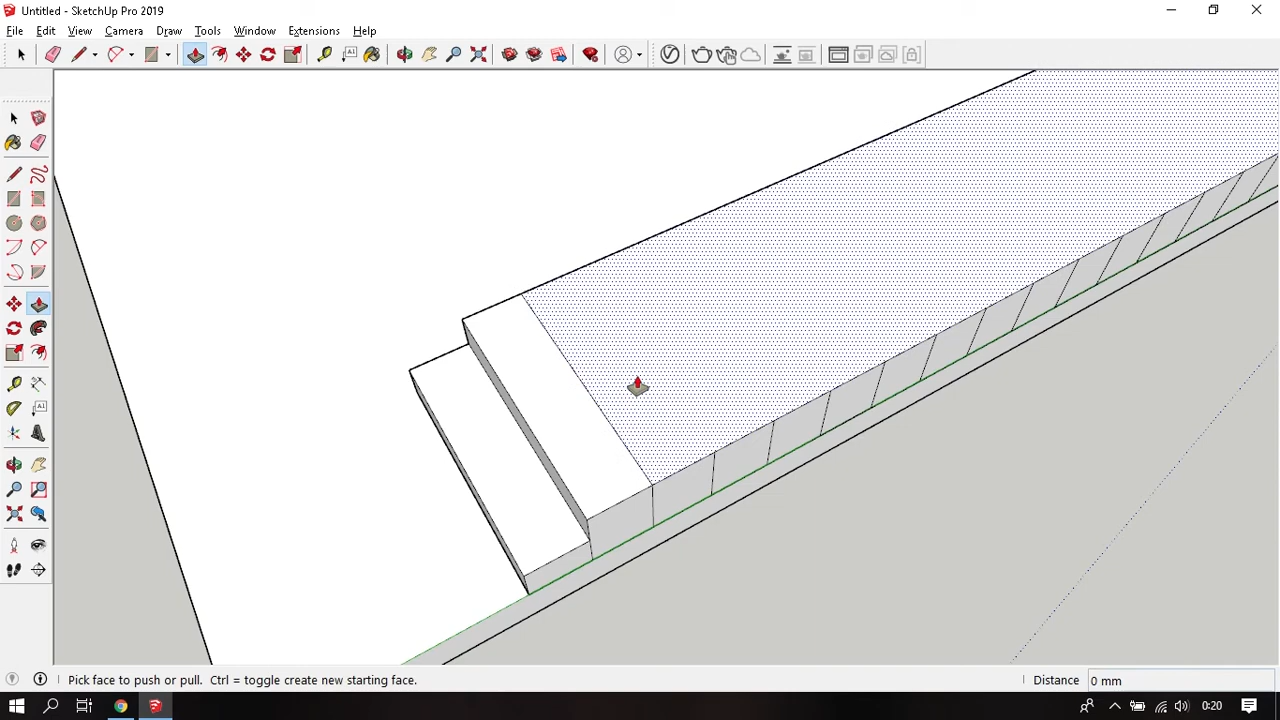 Untitled - SketchUp Pro 2019
File Edit View Camera Draw Tools Window Extensions Help
Pick face to push or pull. Ctrl = toggle create new starting face.
Distance 0 mm
0:20